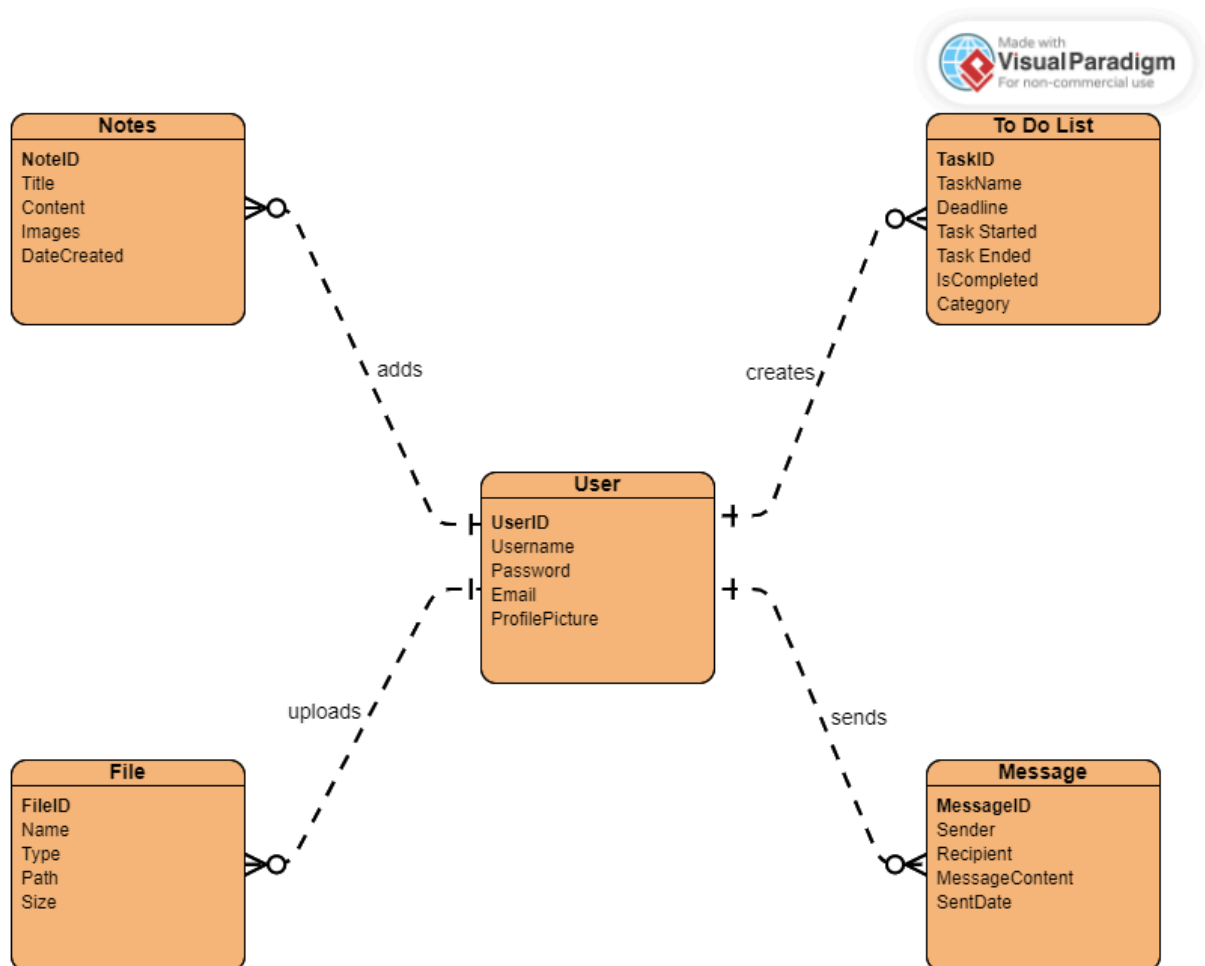 Made with
Visual Paradigm
For non-commercial use
Notes
NoteID
Title
Content
Images
DateCreated
To Do List
TaskID
TaskName
Deadline
Task Started
Task Ended
IsCompleted
Category
adds
creates
User
UserID
Username
Password
Email
ProfilePicture
uploads
sends
File
FileID
Name
Type
Path
Size
Message
MessageID
Sender
Recipient
MessageContent
SentDate